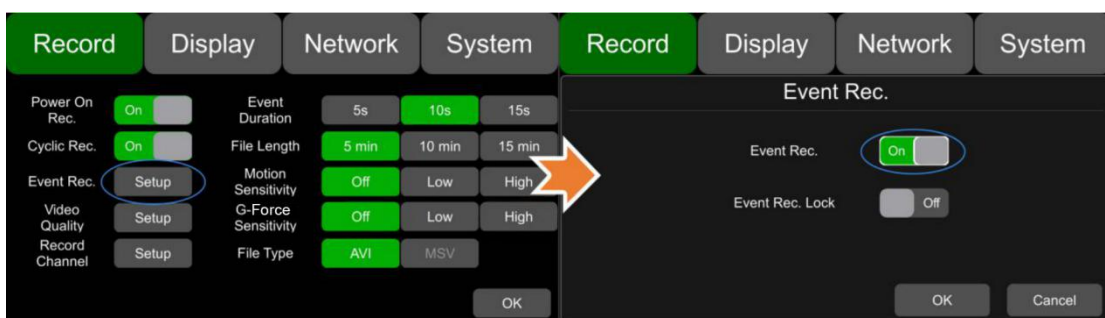 Record Display Network System
Power On
Rec.
On
Event
Duration
5s 10s 15s
Cyclic Rec. On File Length 5 min 10 min 15 min
Event Rec. Setup Motion
Sensitivity
Off Low High
Video
Quality
Setup G-Force
Sensitivity
Off Low High
Record
Channel
Setup File Type AVI MSV
OK
Record Display Network System
Event Rec.
Event Rec. On
Event Rec. Lock Off
OK Cancel